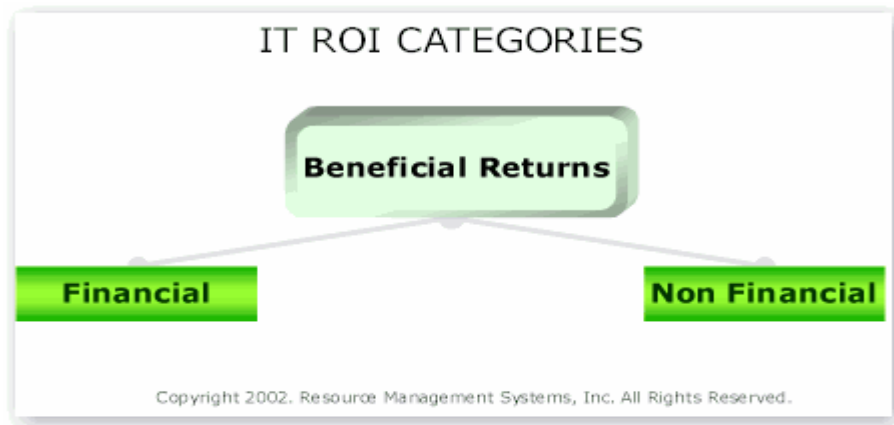 IT ROI CATEGORIES
Beneficial Returns
Financial
Non Financial
Copyright 2002. Resource Management Systems, Inc. All Rights Reserved.